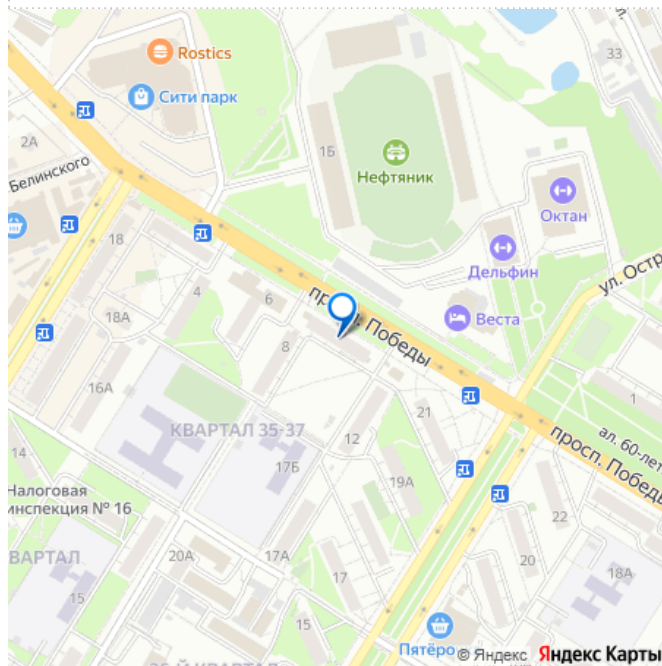 Rostics
Сити парк
33
2А
Белинского
1Б
Нефтяник
Октан
18
4
6
Дельфин
ул. Остр
Веста
просп. Победы
18А
8
16А
21
1
КВАРТАЛ 35-37
12
14
17Б
ал. 60-лет
просп. Победы
19А
Налоговая
инспекция № 16
22
ВАРТАЛ
20А
17А
17
20
18А
15
15
Пятёро
© Яндекс Яндекс Карты